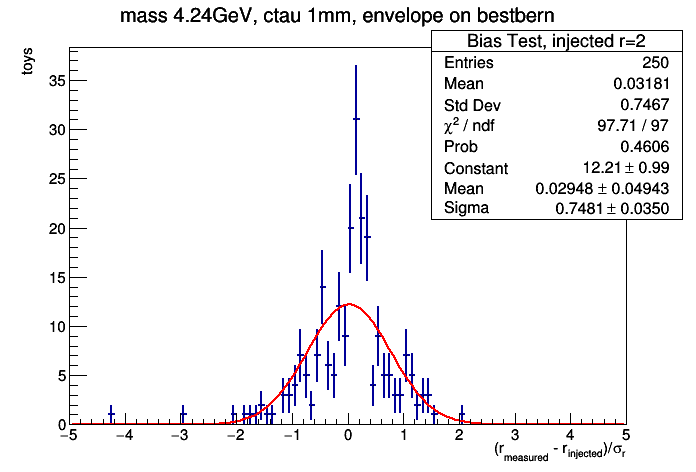 mass 4.24GeV, ctau 1mm, envelope on bestbern
Bias Test, injected r=2
Entries 250
Mean 0.03181
Std Dev 0.7467
χ² / ndf 97.71 / 97
Prob 0.4606
Constant 12.21 ± 0.99
Mean 0.02948 ± 0.04943
Sigma 0.7481 ± 0.0350
toys
35
30
25
20
15
10
5
0
−5 −4 −3 −2 −1 0 1 2 3 4 5
(r_measured - r_injected)/σ_r